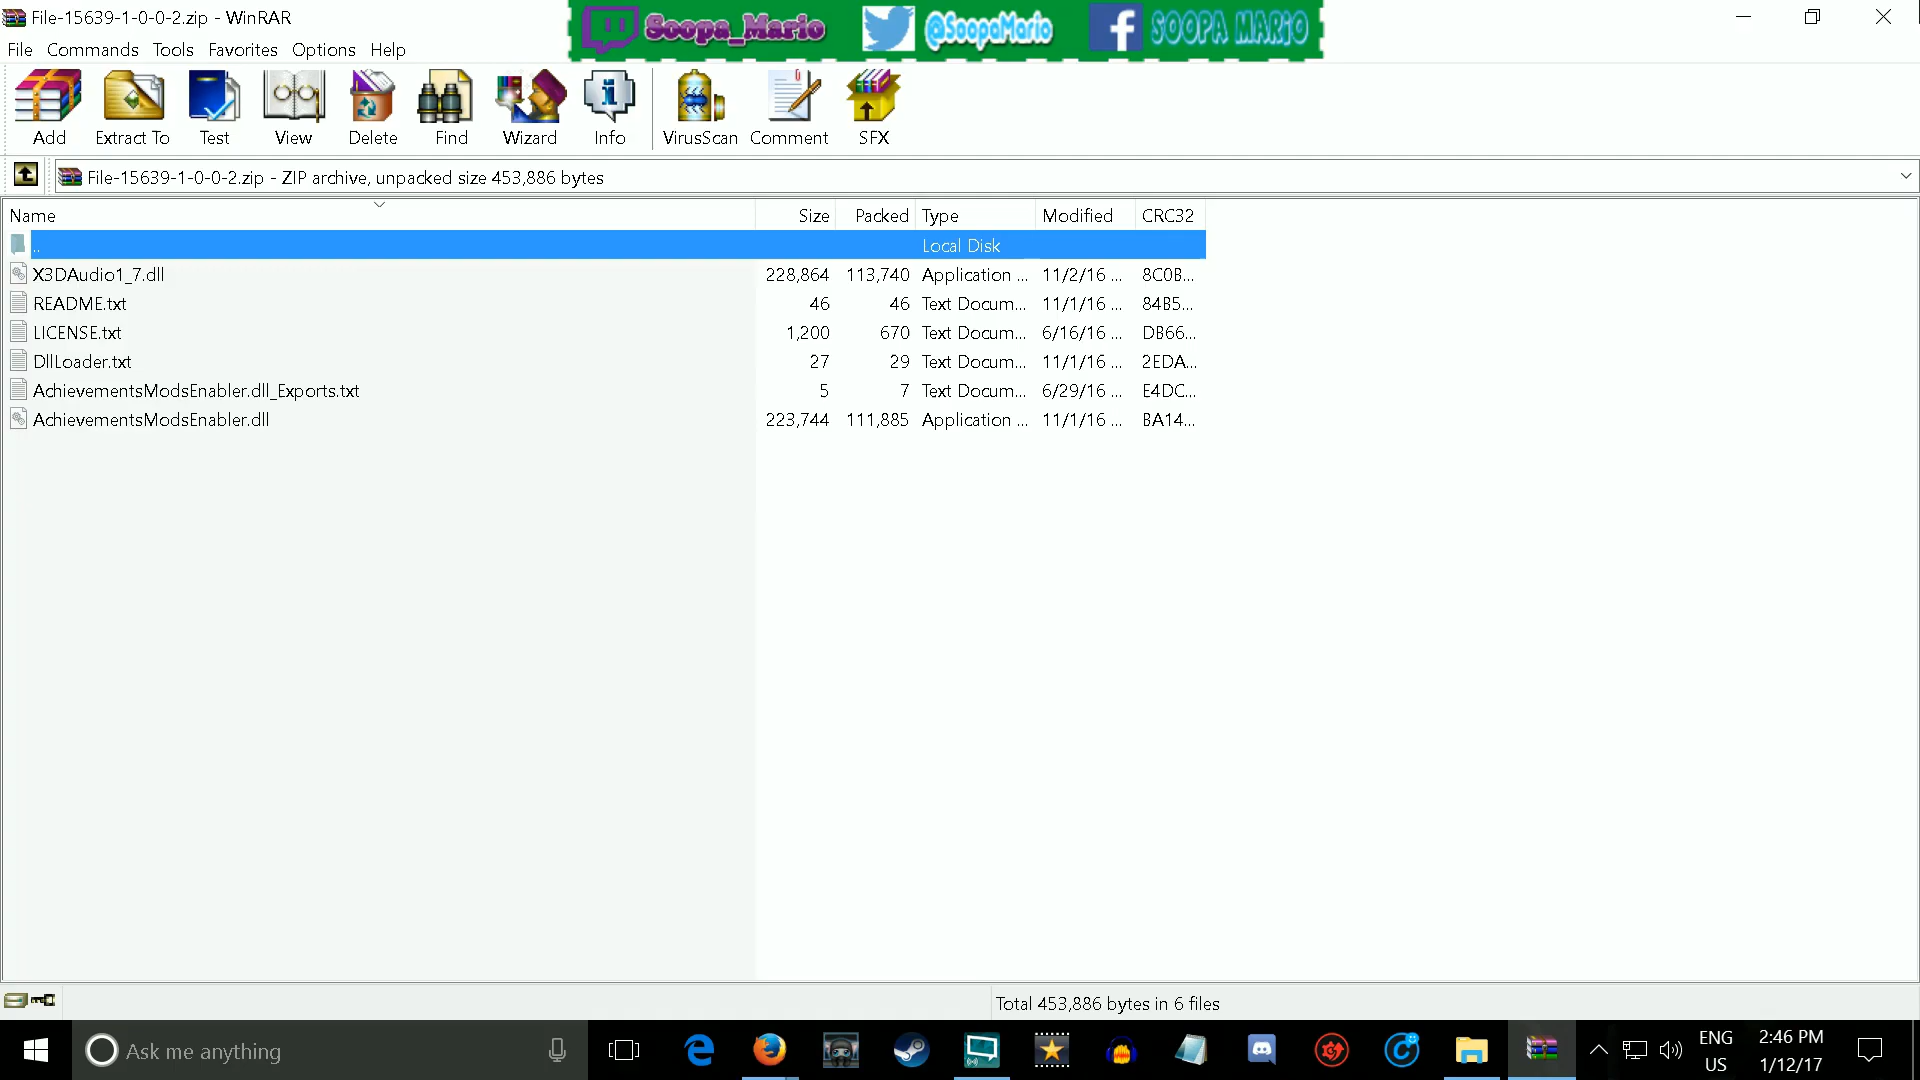 File-15639-1-0-0-2.zip - WinRAR
Soopa_Mario @SoopaMario f SOOPA MARIO
File Commands Tools Favorites Options Help
Add Extract To Test View Delete Find Wizard Info VirusScan Comment SFX
File-15639-1-0-0-2.zip - ZIP archive, unpacked size 453,886 bytes
Name Size Packed Type Modified CRC32
.. Local Disk
X3DAudio1_7.dll 228,864 113,740 Application ... 11/2/16 ... 8C0B...
README.txt 46 46 Text Docum... 11/1/16 ... 84B5...
LICENSE.txt 1,200 670 Text Docum... 6/16/16 ... DB66...
DllLoader.txt 27 29 Text Docum... 11/1/16 ... 2EDA...
AchievementsModsEnabler.dll_Exports.txt 5 7 Text Docum... 6/29/16 ... E4DC...
AchievementsModsEnabler.dll 223,744 111,885 Application ... 11/1/16 ... BA14...
Total 453,886 bytes in 6 files
Ask me anything
ENG
US
2:46 PM
1/12/17